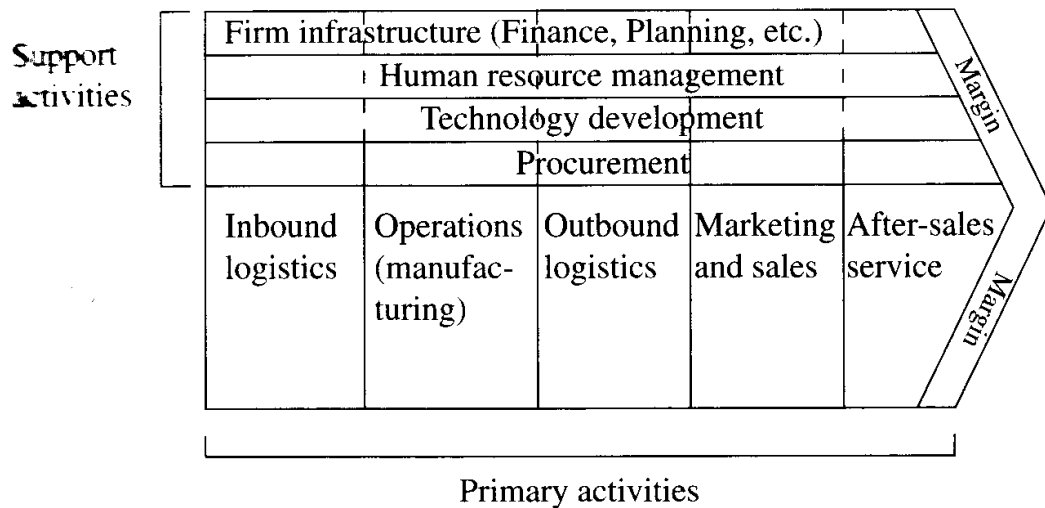 Support
activities
Firm infrastructure (Finance, Planning, etc.)
Human resource management
Technology development
Procurement
Inbound
logistics
Operations
(manufac-
turing)
Outbound
logistics
Marketing
and sales
After-sales
service
Margin
Margin
Primary activities